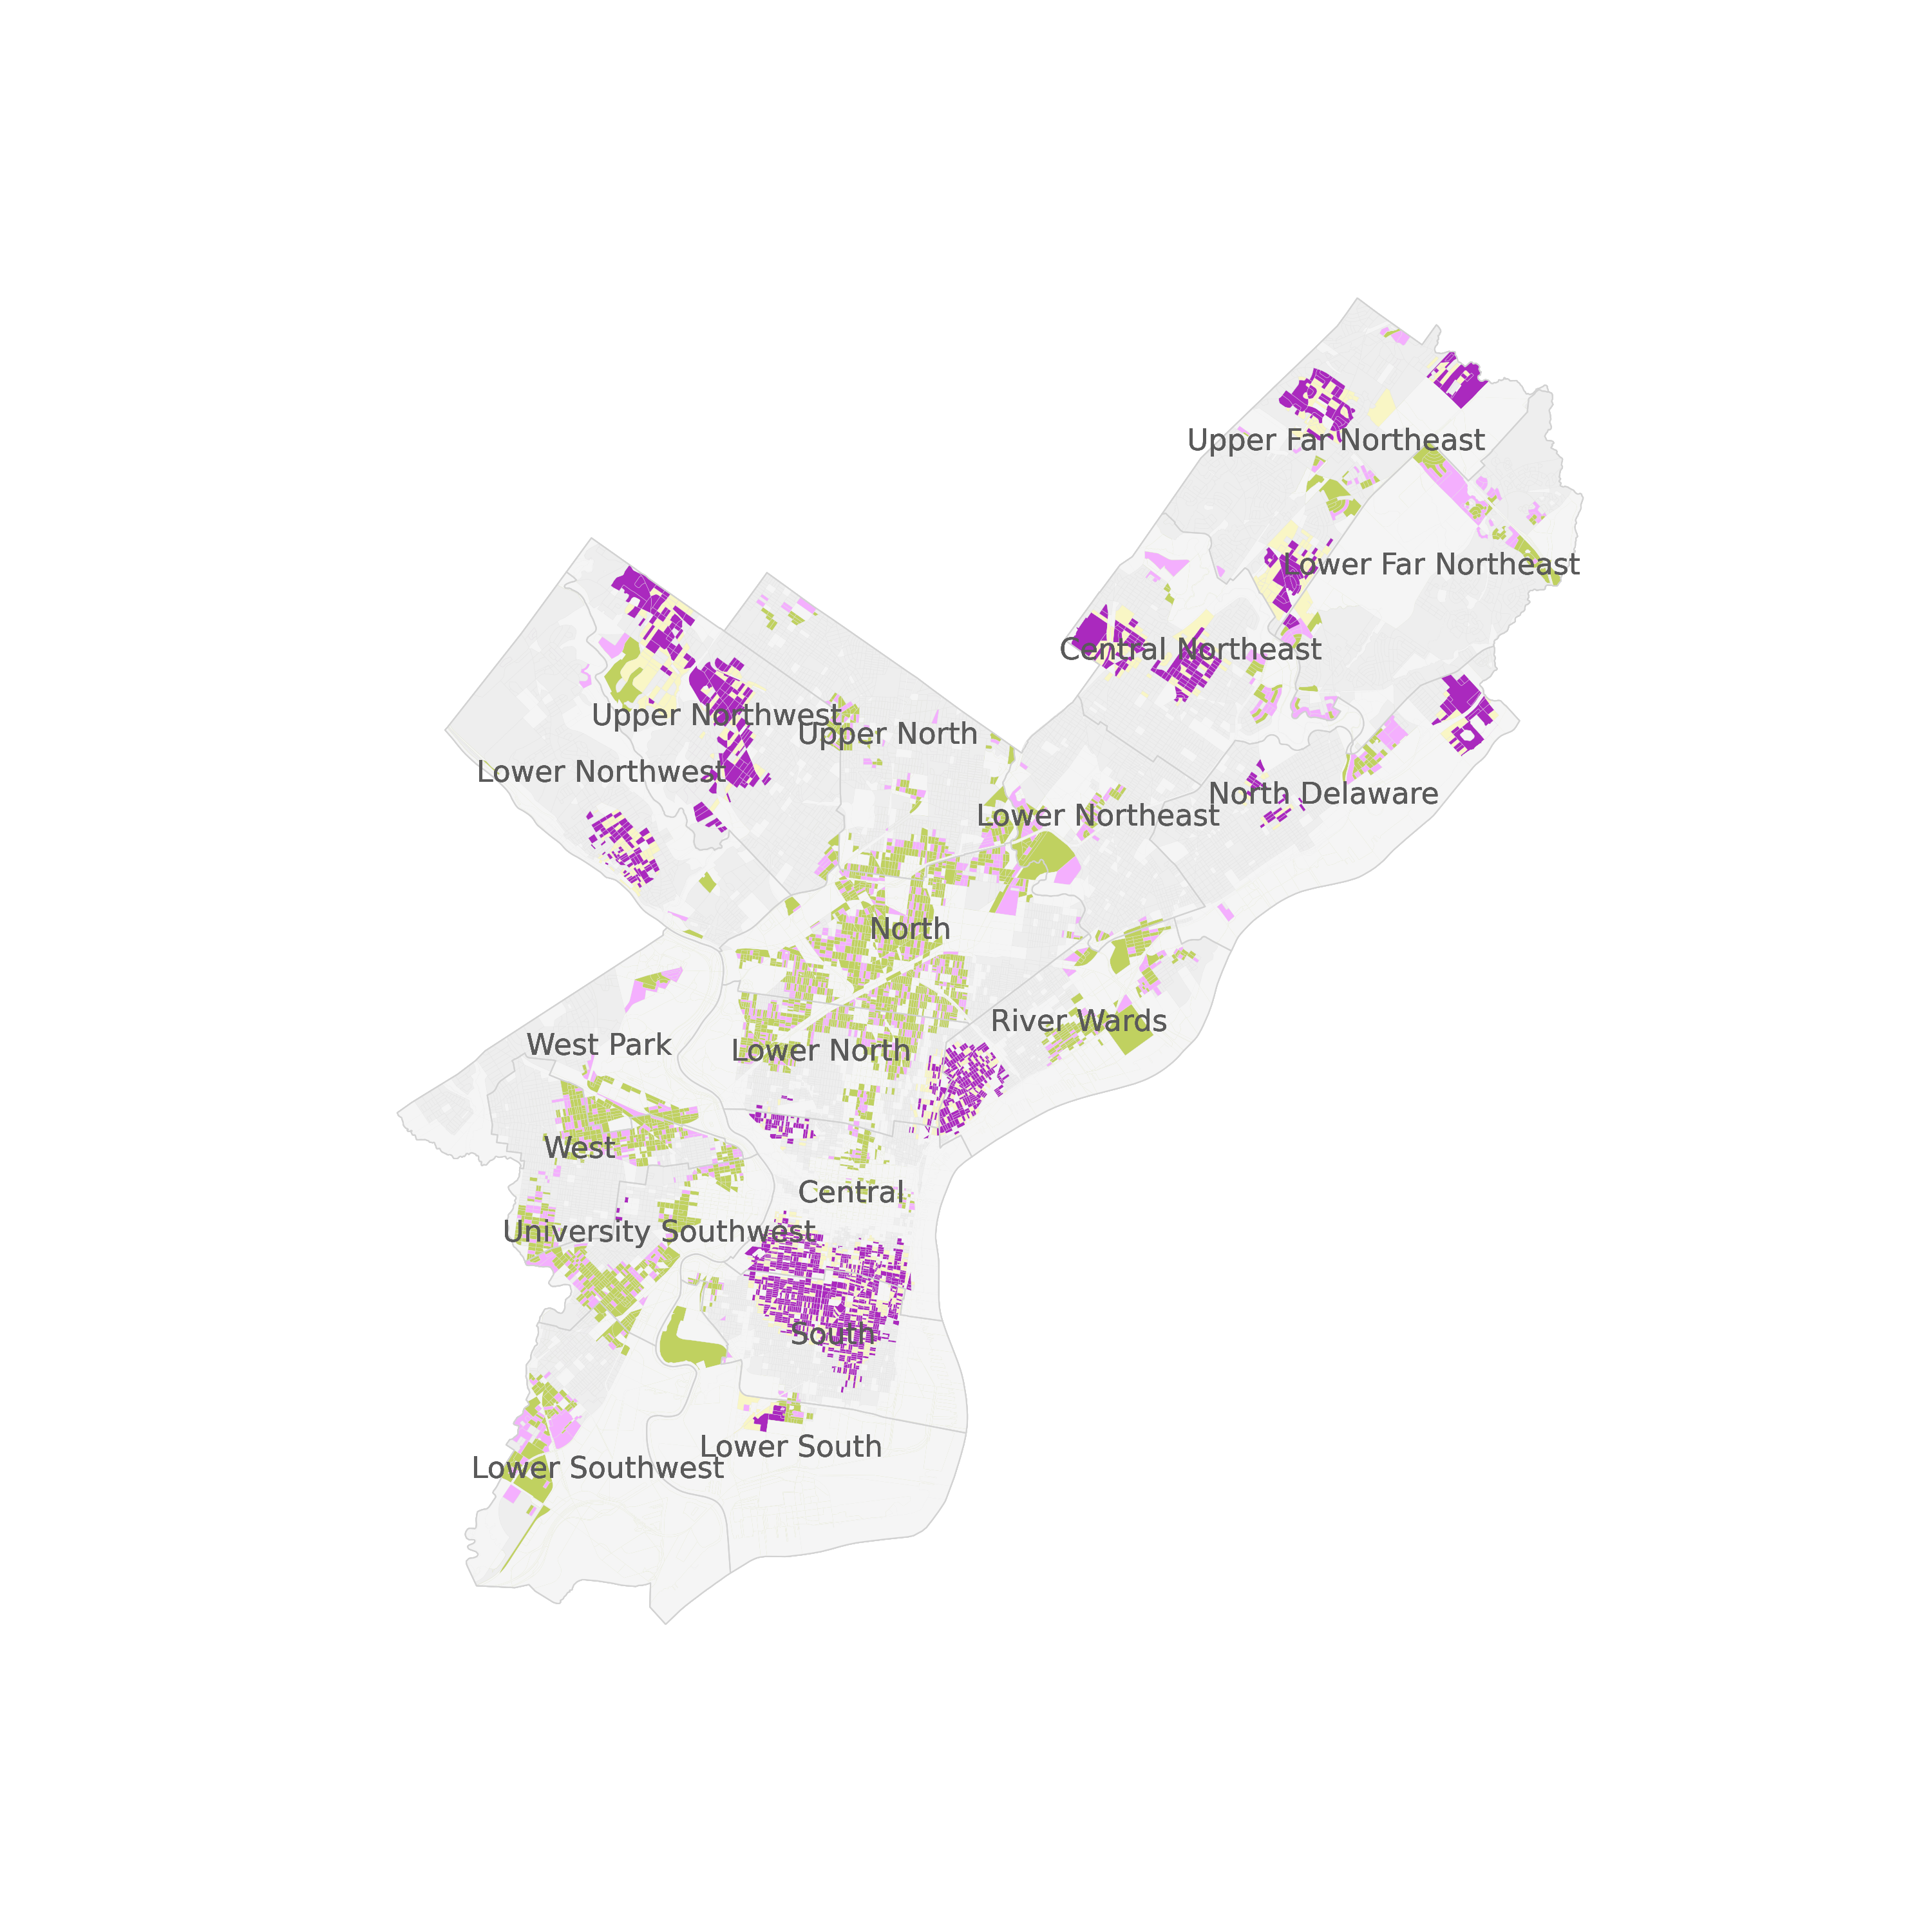 Upper Far Northeast
Lower Far Northeast
Central Northeast
Upper Northwest
Upper North
Lower Northwest
North Delaware
Lower Northeast
North
River Wards
West Park
Lower North
West
Central
University Southwest
South
Lower South
Lower Southwest